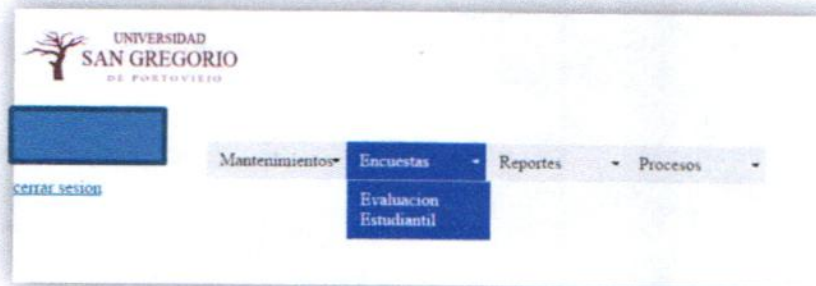 UNIVERSIDAD
SAN GREGORIO
DE PORTOVIEJO
Mantenimientos Encuestas Reportes Procesos
cerrar sesion
Evaluacion
Estudiantil